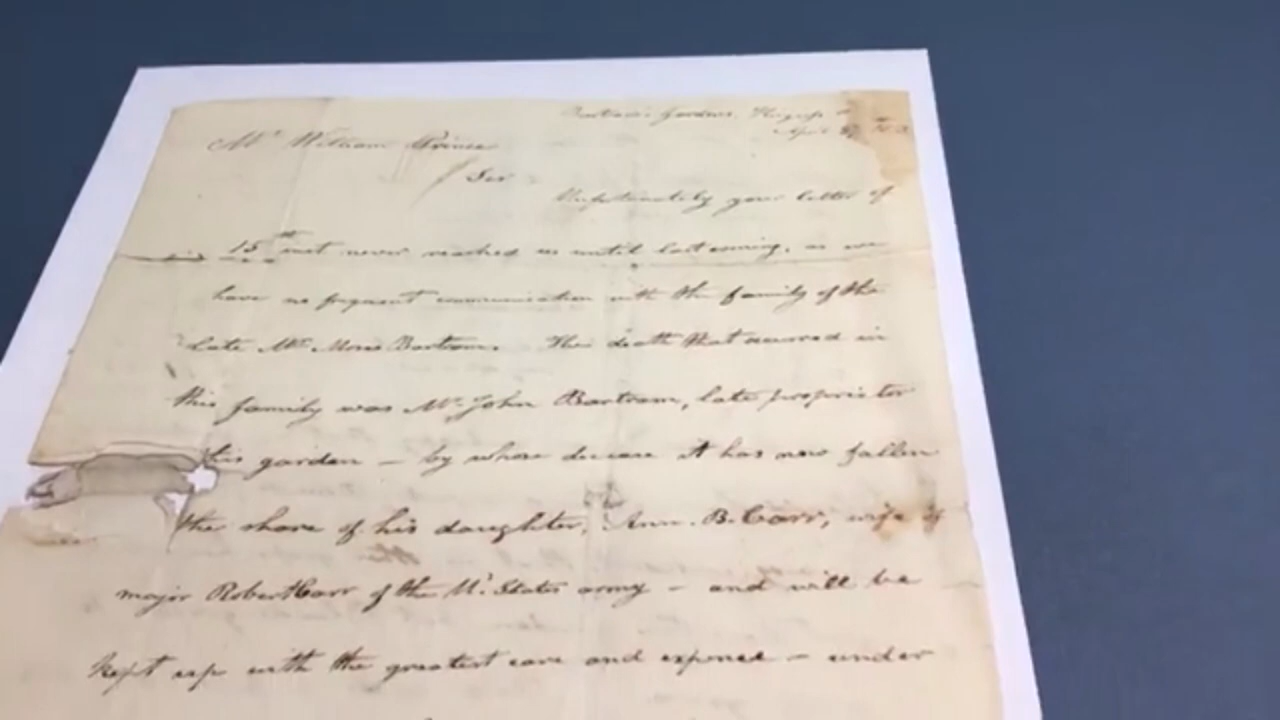 Bartram's Gardens, Kingsess
April
Mr William Prince
Sir
Unfortunately your letter of
15th inst never reached us until last evening, as we
have no frequent communication with the family of the
late Mr Moses Bartram. The death that occurred in
this family was Mr John Bartram, late proprietor
this garden – by whose decease it has now fallen
the share of his daughter, Ann. B. Carr, wife of
major Robert Carr of the U. States army – and will be
kept up with the greatest care and expense – under